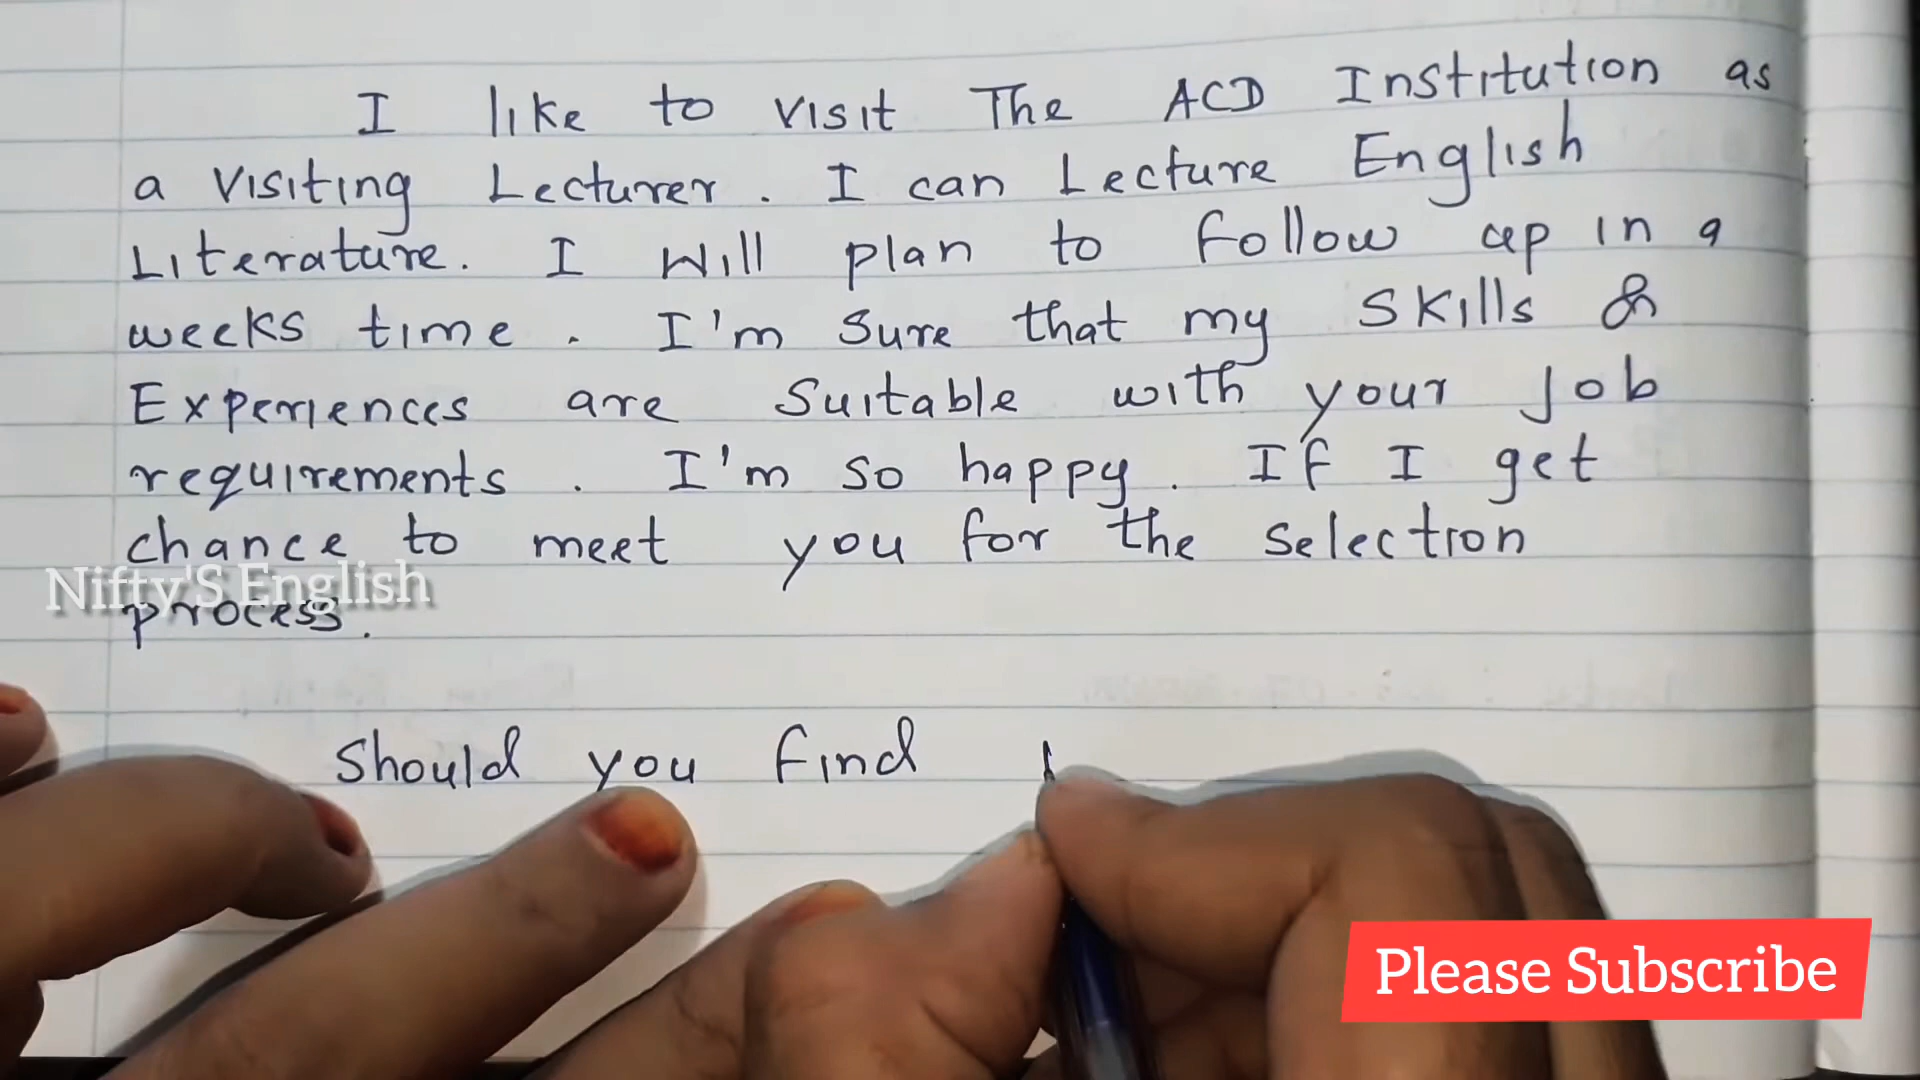 I like to visit The ACD Institution as
a visiting Lecturer. I can Lecture English
Literature. I will plan to follow up in a
weeks time. I'm sure that my skills &
Experiences are suitable with your job
requirements. I'm so happy. If I get
chance to meet you for the selection
Nifty'S English
process.
Should you find
Please Subscribe